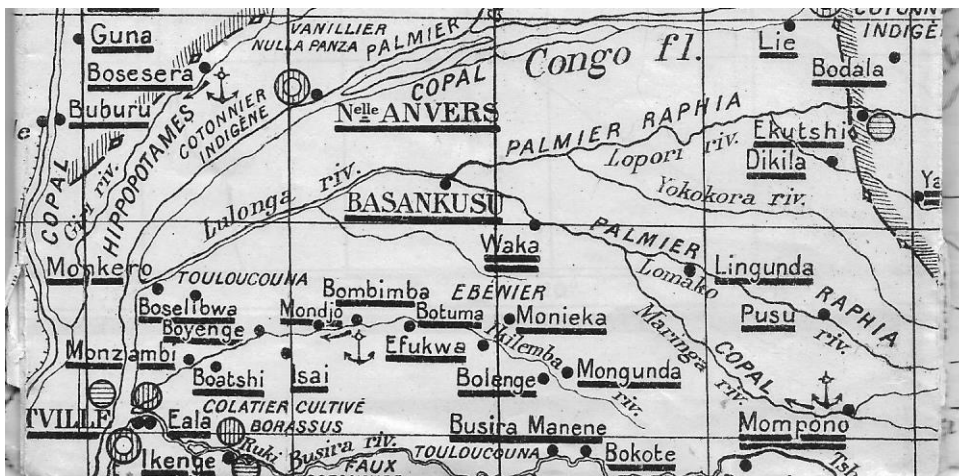 Guna
VANILLIER
NULLA PANZA
PALMIER
COPAL
Congo fl.
Lie
INDIGÈ
Bodala
Bosesera
Buburu
COTONNIER
INDIGÈNE
Nelle ANVERS
PALMIER RAPHIA
Ekutshi
Dikila
Ya
HIPPOPOTAMES
COPAL
Giri riv.
Lulonga riv.
BASANKUSU
Lopori riv.
Yokokora riv.
Waka
PALMIER
RAPHIA
Lomako
riv.
Lingunda
Pusu
Monkero
TOULOUCOUNA
Boselibwa
Bombimba
EBÉNIER
Boyenge
Mondjo
Botuma
Monieka
Maringa
riv.
COPAL
Monzambi
Efukwa
Ikilemba
riv.
Boatshi
Isai
Bolenge
Mongunda
COLATIER CULTIVÉ
BORASSUS
TVILLE
Eala
Busira Manene
Mompono
Ikenge
Ruki
Busira riv.
FAUX
TOULOUCOUNA
Bokote